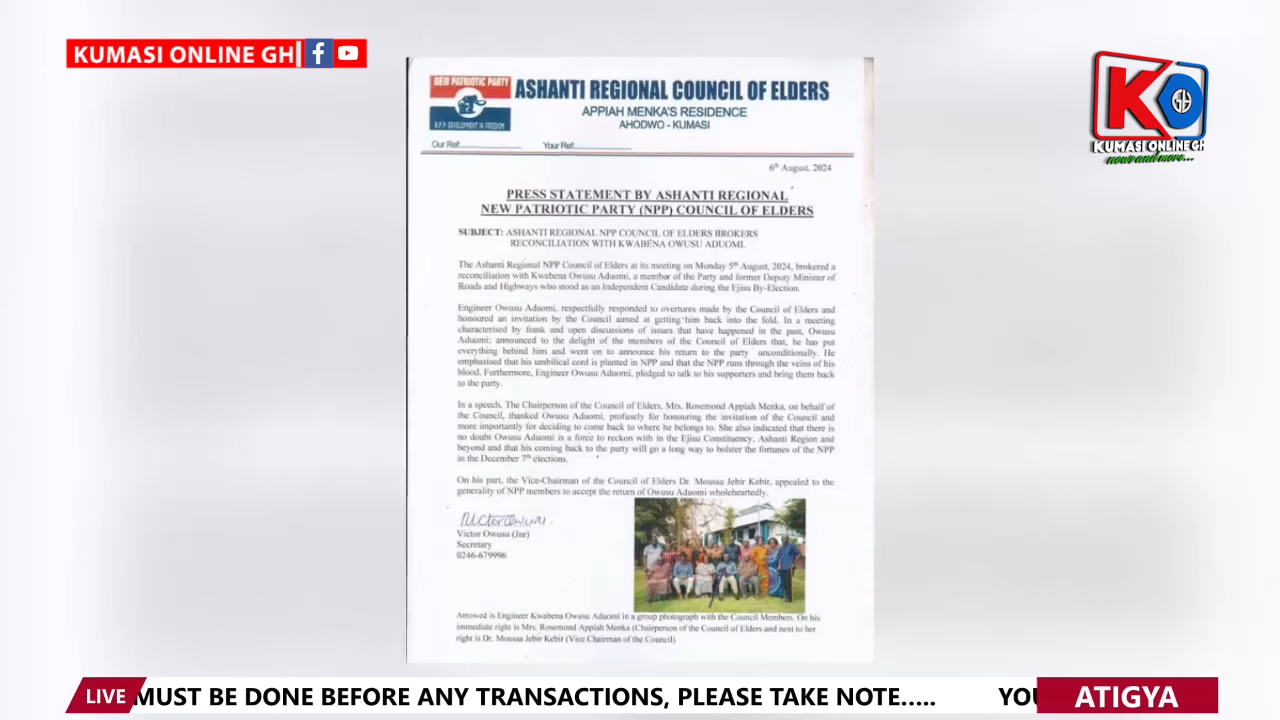 KUMASI ONLINE GH
KO
GH
KUMASI ONLINE GH
news and more...
NEW PATRIOTIC PARTY
N.P.P- DEVELOPMENT IN FREEDOM
ASHANTI REGIONAL COUNCIL OF ELDERS
APPIAH MENKA'S RESIDENCE
AHODWO - KUMASI
Our Ref:
Your Ref:
6th August, 2024
PRESS STATEMENT BY ASHANTI REGIONAL
NEW PATRIOTIC PARTY (NPP) COUNCIL OF ELDERS
SUBJECT: ASHANTI REGIONAL NPP COUNCIL OF ELDERS BROKERS
RECONCILIATION WITH KWABENA OWUSU ADUOMI.
The Ashanti Regional NPP Council of Elders at its meeting on Monday 5th August, 2024, brokered a
reconciliation with Kwabena Owusu Aduomi, a member of the Party and former Deputy Minister of
Roads and Highways who stood as an Independent Candidate during the Ejisu By-Election.
Engineer Owusu Aduomi, respectfully responded to overtures made by the Council of Elders and
honoured an invitation by the Council aimed at getting him back into the fold. In a meeting
characterised by frank and open discussions of issues that have happened in the past, Owusu
Aduomi; announced to the delight of the members of the Council of Elders that, he has put
everything behind him and went on to announce his return to the party unconditionally. He
emphasised that his umbilical cord is planted in NPP and that the NPP runs through the veins of his
blood. Furthermore, Engineer Owusu Aduomi, pledged to talk to his supporters and bring them back
to the party.
In a speech, The Chairperson of the Council of Elders, Mrs. Rosemond Appiah Menka, on behalf of
the Council, thanked Owusu Aduomi, profusely for honouring the invitation of the Council and
more importantly for deciding to come back to where he belongs to. She also indicated that there is
no doubt Owusu Aduomi is a force to reckon with in the Ejisu Constituency, Ashanti Region and
beyond and that his coming back to the party will go a long way to bolster the fortunes of the NPP
in the December 7th elections.
On his part, the Vice-Chairman of the Council of Elders Dr. Moussa Jebir Kebir, appealed to the
generality of NPP members to accept the return of Owusu Aduomi wholeheartedly.
Victor Owusu (Jnr)
Secretary
0246-679996
Arrowed is Engineer Kwabena Owusu Aduomi in a group photograph with the Council Members. On his
immediate right is Mrs. Rosemond Appiah Menka (Chairperson of the Council of Elders and next to her
right is Dr. Moussa Jebir Kebir (Vice Chairman of the Council)
LIVE
MUST BE DONE BEFORE ANY TRANSACTIONS, PLEASE TAKE NOTE..... YOU
ATIGYA